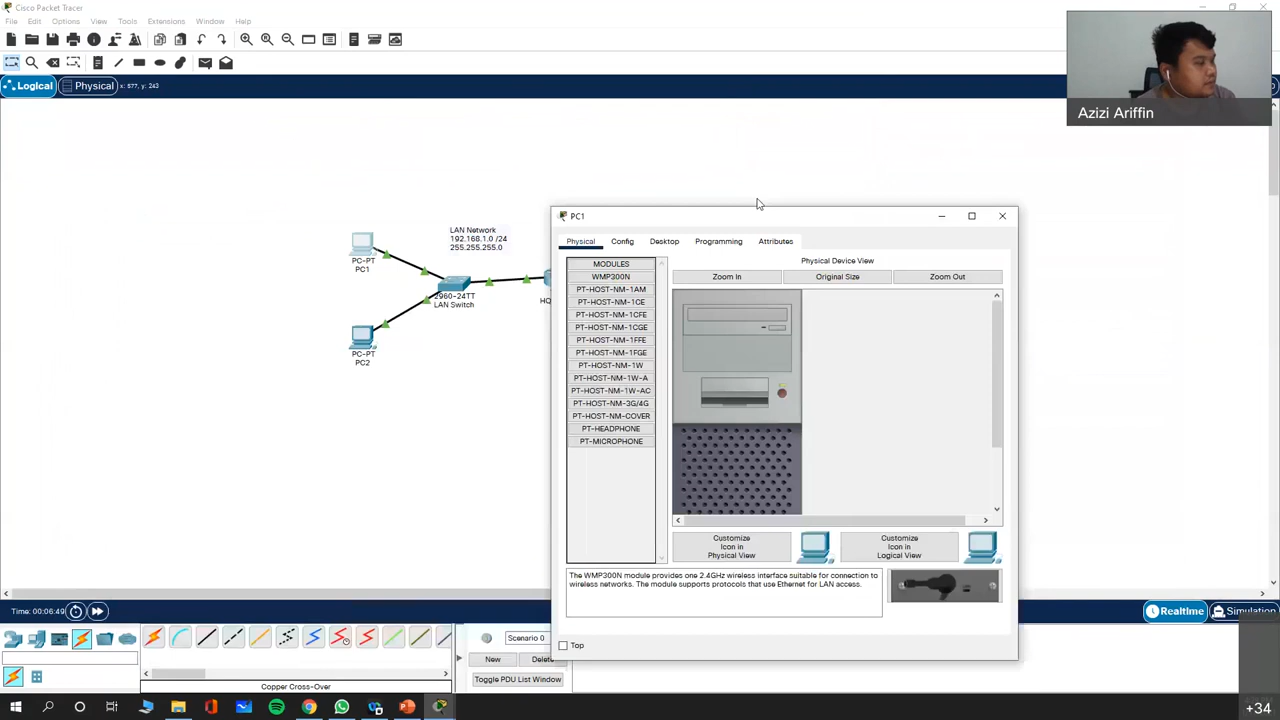 Cisco Packet Tracer
File Edit Options View Tools Extensions Window Help
Logical Physical x: 577, y: 243
Azizi Ariffin
LAN Network
192.168.1.0 /24
255.255.255.0
PC-PT
PC1
2960-24TT
LAN Switch
PC-PT
PC2
PC1
Physical Config Desktop Programming Attributes
MODULES
WMP300N
PT-HOST-NM-1AM
PT-HOST-NM-1CE
PT-HOST-NM-1CFE
PT-HOST-NM-1CGE
PT-HOST-NM-1FFE
PT-HOST-NM-1FGE
PT-HOST-NM-1W
PT-HOST-NM-1W-A
PT-HOST-NM-1W-AC
PT-HOST-NM-3G/4G
PT-HOST-NM-COVER
PT-HEADPHONE
PT-MICROPHONE
Physical Device View
Zoom In Original Size Zoom Out
Customize
Icon in
Physical View
Customize
Icon in
Logical View
The WMP300N module provides one 2.4GHz wireless interface suitable for connection to
wireless networks. The module supports protocols that use Ethernet for LAN access.
Top
Time: 00:06:49
Realtime Simulation
Scenario 0
New Delete
Toggle PDU List Window
Copper Cross-Over
+34